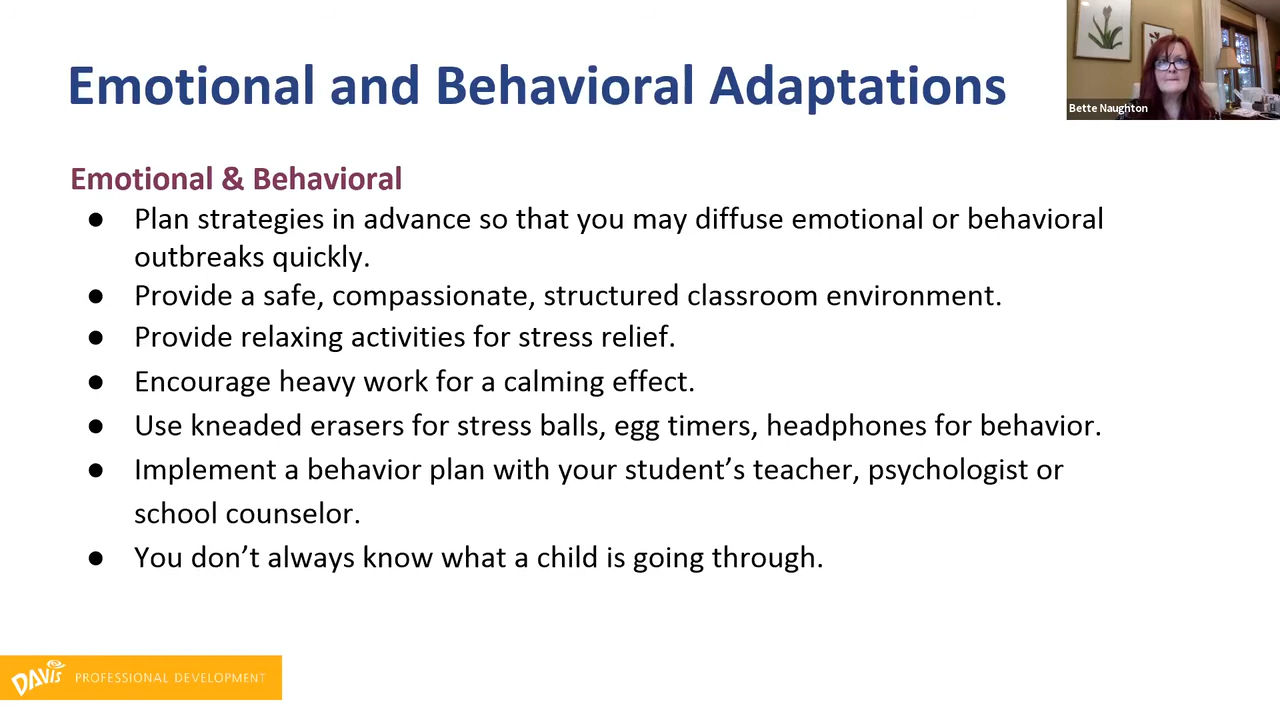 Emotional and Behavioral Adaptations
Bette Naughton
Emotional & Behavioral
● Plan strategies in advance so that you may diffuse emotional or behavioral
outbreaks quickly.
● Provide a safe, compassionate, structured classroom environment.
● Provide relaxing activities for stress relief.
● Encourage heavy work for a calming effect.
● Use kneaded erasers for stress balls, egg timers, headphones for behavior.
● Implement a behavior plan with your student’s teacher, psychologist or
school counselor.
● You don’t always know what a child is going through.
DAVIS PROFESSIONAL DEVELOPMENT